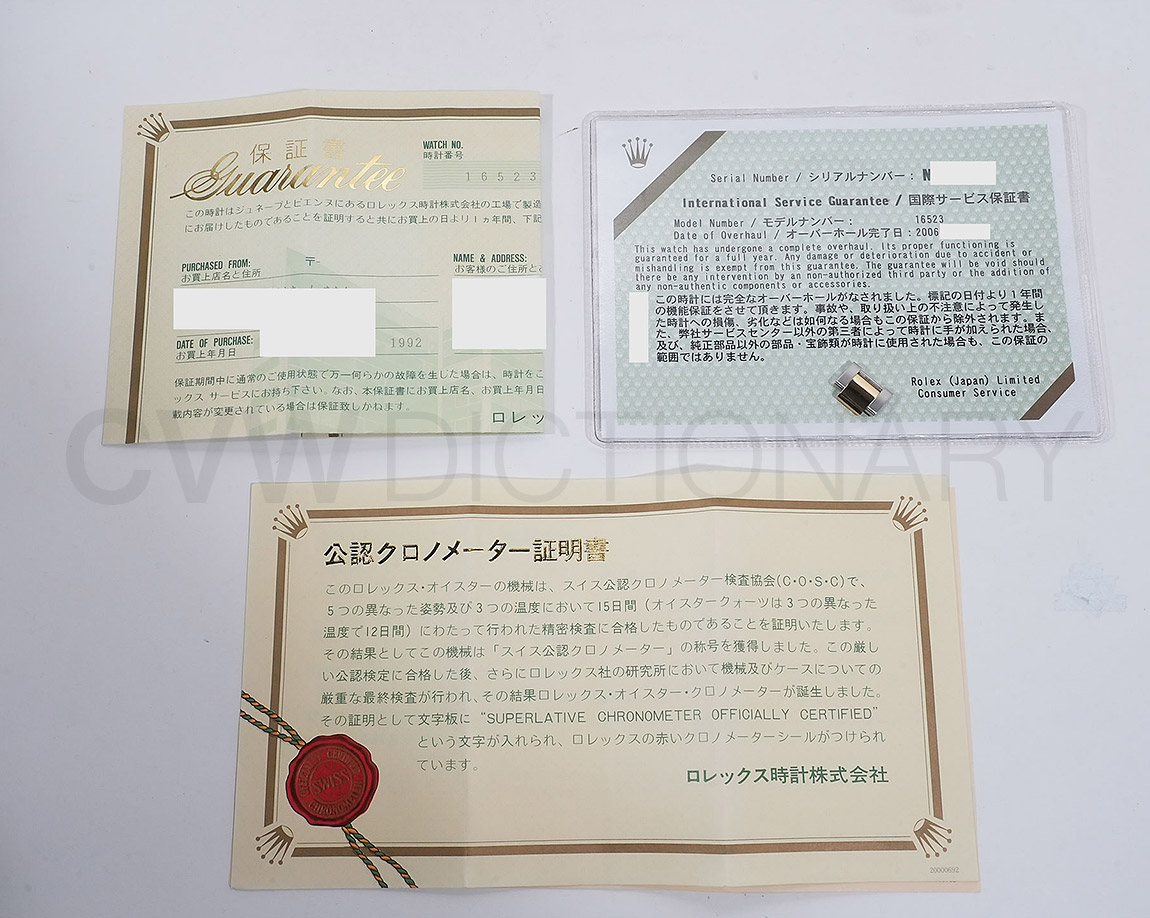 保証書
Guarantee
WATCH NO.
時計番号
16523
この時計はジュネーブとビエンヌにあるロレックス時計株式会社の工場で製造
にお届けしたものであることを証明すると共にお買上の日より1ヵ年間、下記
PURCHASED FROM:
お買上店名と住所
〒
NAME & ADDRESS:
お客様のご住所と
DATE OF PURCHASE:
お買上年月日
1992
保証期間中に通常のご使用状態で万一何らかの故障を生した場合は、時計をこ
ックス サービスにお持ち下さい。なお、本保証書にお買上店名、お買上年月日
載内容が変更されている場合は保証致しかねます。
ロレッ
Serial Number / シリアルナンバー : N
International Service Guarantee / 国際サービス保証書
Model Number / モデルナンバー : 16523
Date of Overhaul / オーバーホール完了日 : 2006
This watch has undergone a complete overhaul. Its proper functioning is
guaranteed for a full year. Any damage or deterioration due to accident or
mishandling is exempt from this guarantee. The guarantee will be void should
there be any intervention by an non-authorized third party or the addition of
any non-authentic components or accessories.
この時計には完全なオーバーホールがなされました。標記の日付より1年間
の機能保証をさせて頂きます。事故や、取り扱い上の不注意によって発生し
た時計への損傷、劣化などは如何なる場合もこの保証から除外されます。ま
た、弊社サービスセンター以外の第三者によって時計に手が加えられた場合、
及び、純正部品以外の部品・宝飾類が時計に使用された場合も、この保証の
範囲ではありません。
Rolex (Japan) Limited
Consumer Service
CVW DICTIONARY
公認クロノメーター証明書
このロレックス・オイスターの機械は、スイス公認クロノメーター検査協会(C・O・S・C)で、
5つの異なった姿勢及び3つの温度において15日間(オイスタークォーツは3つの異なった
温度で12日間)にわたって行われた精密検査に合格したものであることを証明いたします。
その結果としてこの機械は「スイス公認クロノメーター」の称号を獲得しました。この厳し
い公認検定に合格した後、さらにロレックス社の研究所において機械及びケースについての
厳重な最終検査が行われ、その結果ロレックス・オイスター・クロノメーターが誕生しました。
その証明として文字板に “SUPERLATIVE CHRONOMETER OFFICIALLY CERTIFIED”
という文字が入れられ、ロレックスの赤いクロノメーターシールがつけられ
ています。
ロレックス時計株式会社
SWISS
20000692